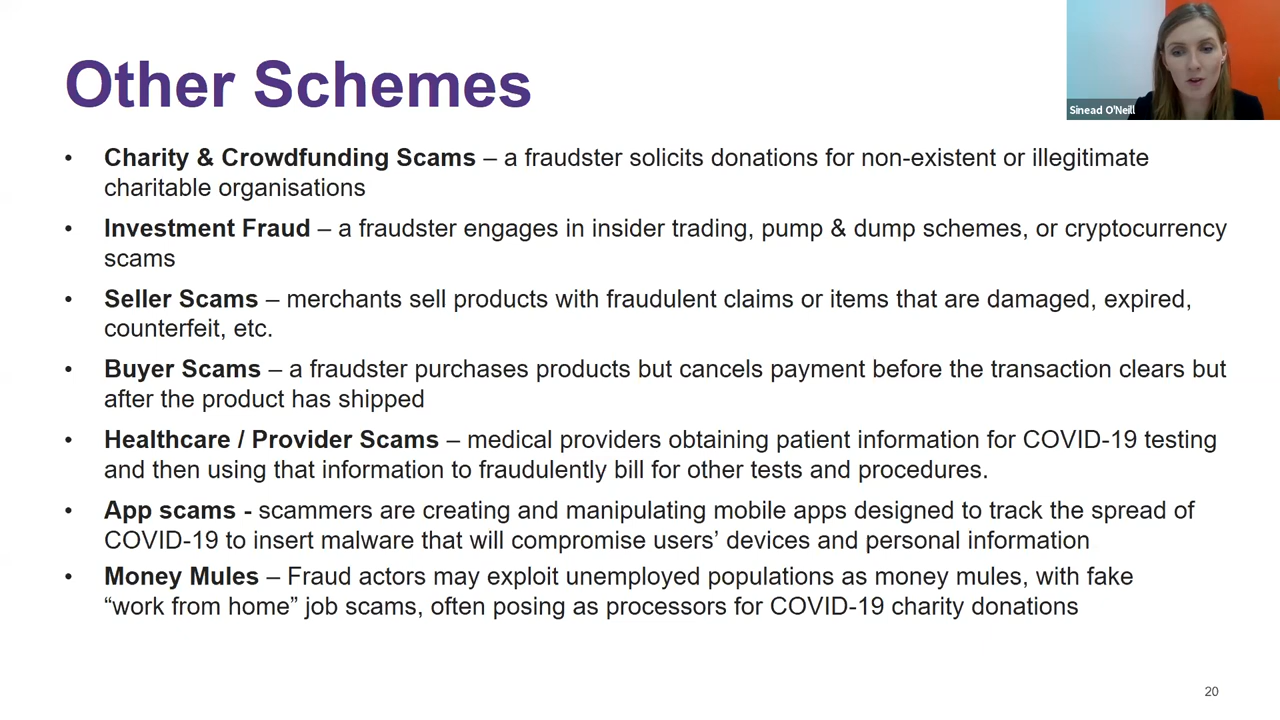 Other Schemes
Sinead O'Neill
• Charity & Crowdfunding Scams – a fraudster solicits donations for non-existent or illegitimate
charitable organisations
• Investment Fraud – a fraudster engages in insider trading, pump & dump schemes, or cryptocurrency
scams
• Seller Scams – merchants sell products with fraudulent claims or items that are damaged, expired,
counterfeit, etc.
• Buyer Scams – a fraudster purchases products but cancels payment before the transaction clears but
after the product has shipped
• Healthcare / Provider Scams – medical providers obtaining patient information for COVID-19 testing
and then using that information to fraudulently bill for other tests and procedures.
• App scams - scammers are creating and manipulating mobile apps designed to track the spread of
COVID-19 to insert malware that will compromise users’ devices and personal information
• Money Mules – Fraud actors may exploit unemployed populations as money mules, with fake
“work from home” job scams, often posing as processors for COVID-19 charity donations
20